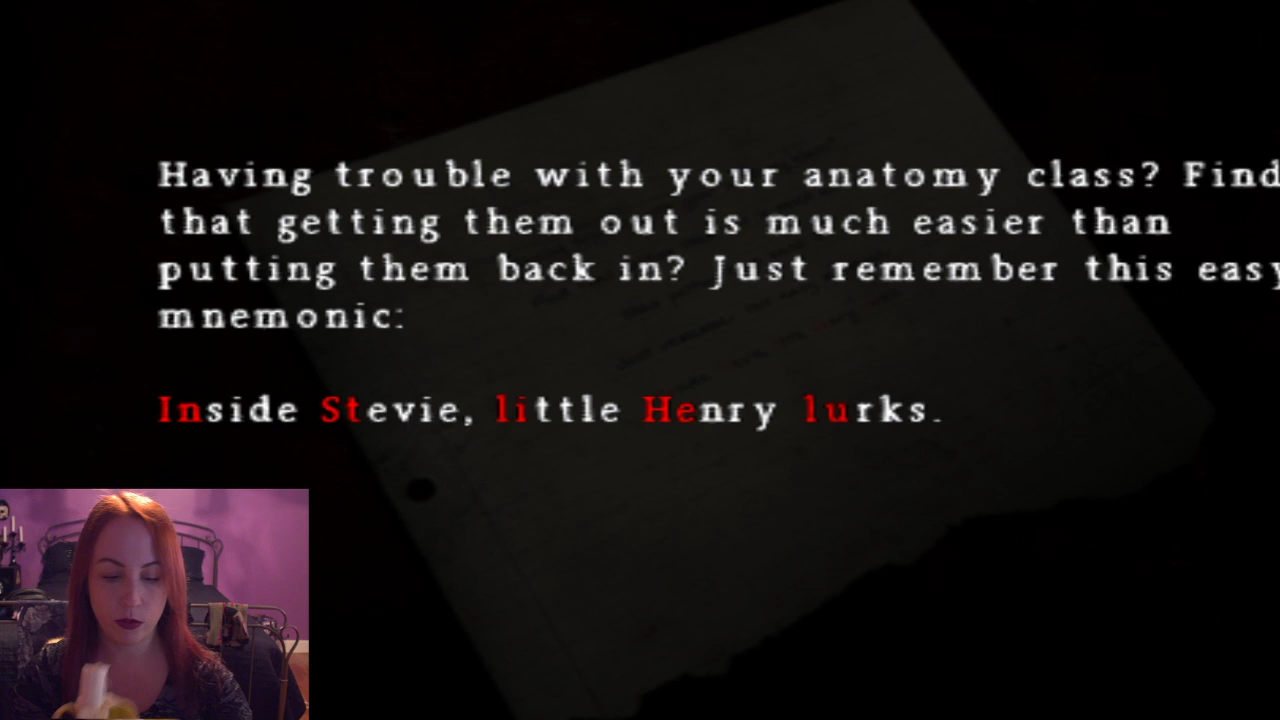 Having trouble with your anatomy class? Find
that getting them out is much easier than
putting them back in? Just remember this easy
mnemonic:
Inside Stevie, little Henry lurks.